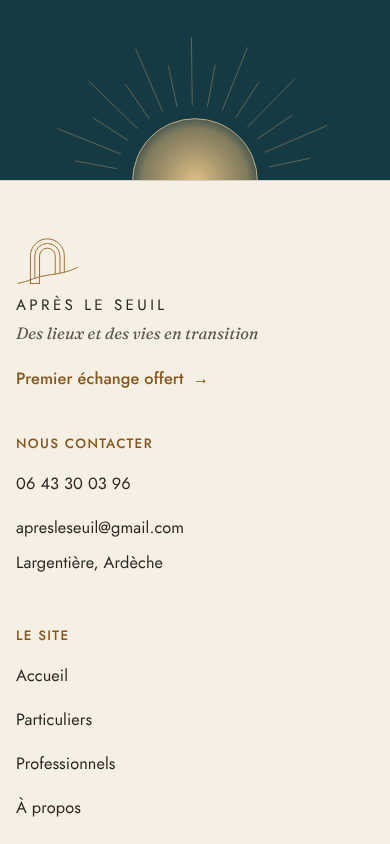 APRÈS LE SEUIL
Des lieux et des vies en transition
Premier échange offert →
NOUS CONTACTER
06 43 30 03 96
apresleseuil@gmail.com
Largentière, Ardèche
LE SITE
Accueil
Particuliers
Professionnels
À propos